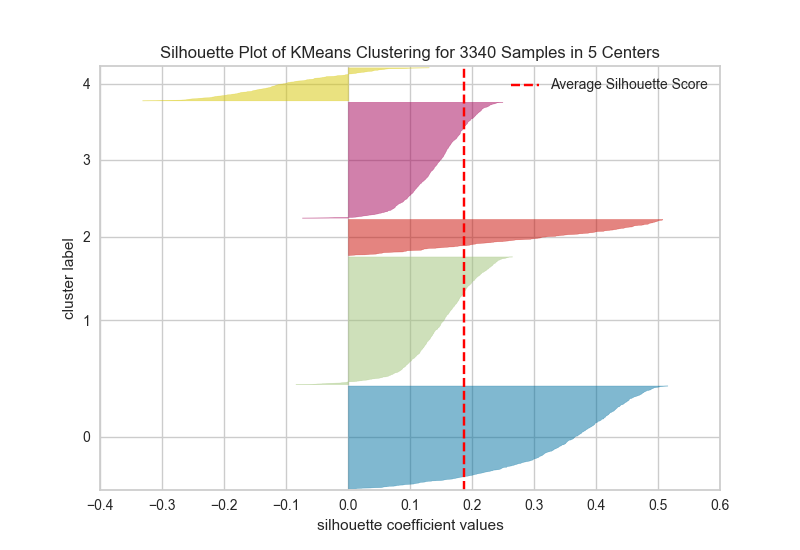 Silhouette Plot of KMeans Clustering for 3340 Samples in 5 Centers
Average Silhouette Score
4
3
2
1
0
cluster label
−0.4 −0.3 −0.2 −0.1 0.0 0.1 0.2 0.3 0.4 0.5 0.6
silhouette coefficient values